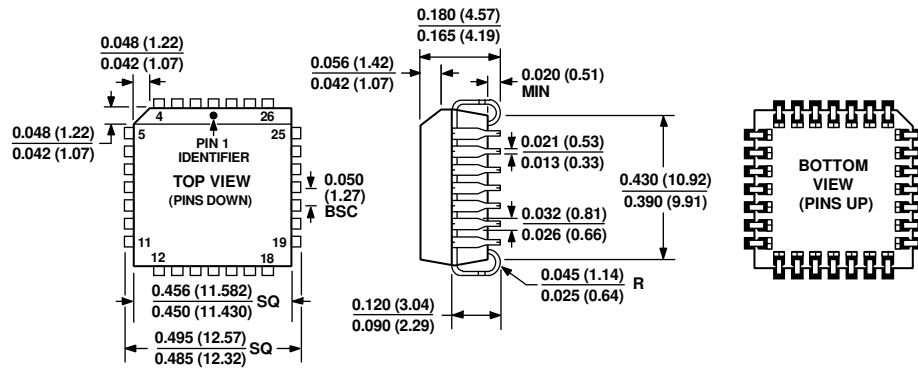 0.180 (4.57)
0.165 (4.19)
0.048 (1.22)
0.042 (1.07)
0.056 (1.42)
0.042 (1.07)
0.020 (0.51)
MIN
0.048 (1.22)
0.042 (1.07)
4
26
5
25
PIN 1
IDENTIFIER
TOP VIEW
(PINS DOWN)
0.050
(1.27)
BSC
11
19
12
18
0.021 (0.53)
0.013 (0.33)
0.430 (10.92)
0.390 (9.91)
0.032 (0.81)
0.026 (0.66)
BOTTOM
VIEW
(PINS UP)
0.456 (11.582) SQ
0.450 (11.430)
0.495 (12.57) SQ
0.485 (12.32)
0.045 (1.14) R
0.025 (0.64)
0.120 (3.04)
0.090 (2.29)